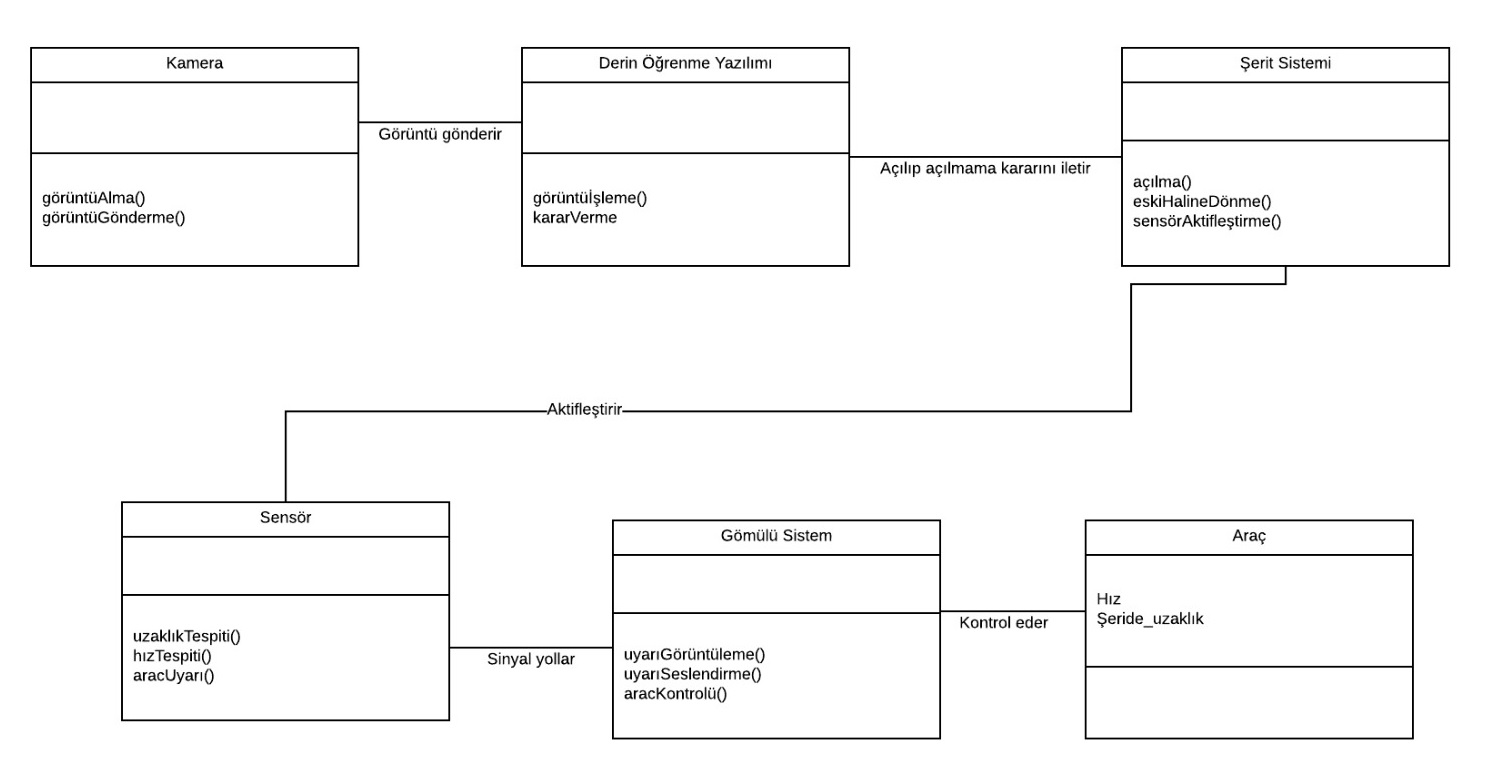 Kamera
görüntüAlma()
görüntüGönderme()
Görüntü gönderir
Derin Öğrenme Yazılımı
görüntüİşleme()
kararVerme
Açılıp açılmama kararını iletir
Şerit Sistemi
açılma()
eskiHalineDönme()
sensörAktifleştirme()
Aktifleştirir
Sensör
uzaklıkTespiti()
hızTespiti()
aracUyarı()
Sinyal yollar
Gömülü Sistem
uyarıGörüntüleme()
uyarıSeslendirme()
aracKontrolü()
Kontrol eder
Araç
Hız
Şeride_uzaklık